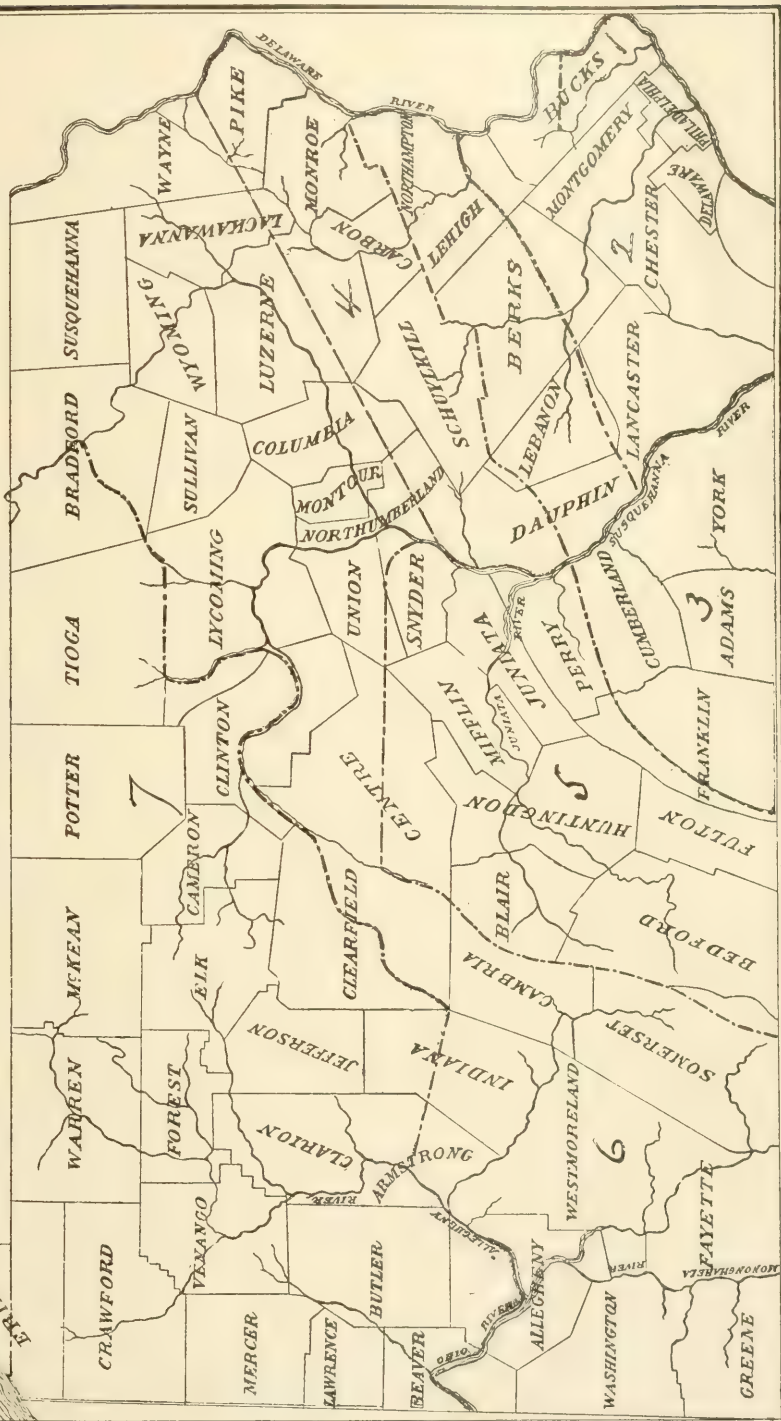 ERIE
CRAWFORD
WARREN
McKEAN
POTTER
TIOGA
BRADFORD
SUSQUEHANNA
WAYNE
PIKE
DELAWARE
RIVER
MERCER
VENANGO
FOREST
ELK
CAMERON
7
CLINTON
LYCOMING
SULLIVAN
WYOMING
LACKAWANNA
LUZERNE
MONROE
LAWRENCE
BUTLER
CLARION
JEFFERSON
CLEARFIELD
CENTRE
UNION
MONTOUR
COLUMBIA
NORTHUMBERLAND
4
CARBON
NORTHAMPTON
BEAVER
ARMSTRONG
RIVER
ALLEGHENY
INDIANA
CAMBRIA
BLAIR
HUNTINGDON
5
MIFFLIN
JUNIATA
SNYDER
JUNIATA
RIVER
PERRY
DAUPHIN
SCHUYLKILL
LEBANON
BERKS
LEHIGH
BUCKS
1
OHIO
RIVER
ALLEGHENY
WESTMORELAND
6
SOMERSET
BEDFORD
FULTON
FRANKLIN
CUMBERLAND
3
ADAMS
YORK
SUSQUEHANNA
RIVER
LANCASTER
2
CHESTER
MONTGOMERY
DELAWARE
PHILADELPHIA
WASHINGTON
RIVER
MONONGHAHELA
FAYETTE
GREENE